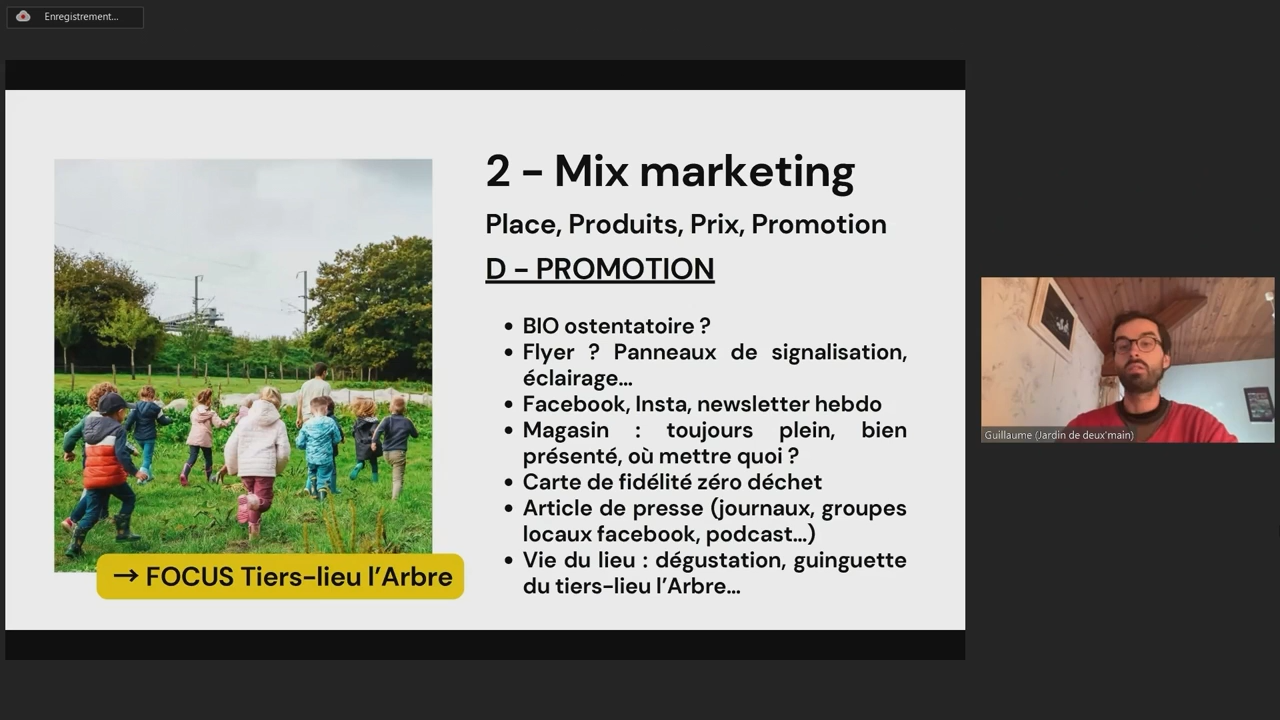 Enregistrement...
2 – Mix marketing
Place, Produits, Prix, Promotion
D – PROMOTION
• BIO ostentatoire ?
• Flyer ? Panneaux de signalisation,
éclairage...
• Facebook, Insta, newsletter hebdo
• Magasin : toujours plein, bien
présenté, où mettre quoi ?
• Carte de fidélité zéro déchet
• Article de presse (journaux, groupes
locaux facebook, podcast...)
• Vie du lieu : dégustation, guinguette
du tiers-lieu l'Arbre...
→ FOCUS Tiers-lieu l'Arbre
Guillaume (Jardin de deux'main)